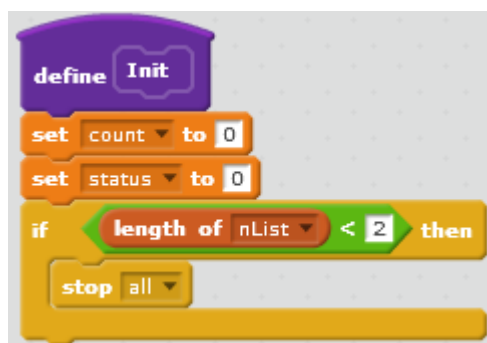 define Init
set count to 0
set status to 0
if length of nList < 2 then
stop all